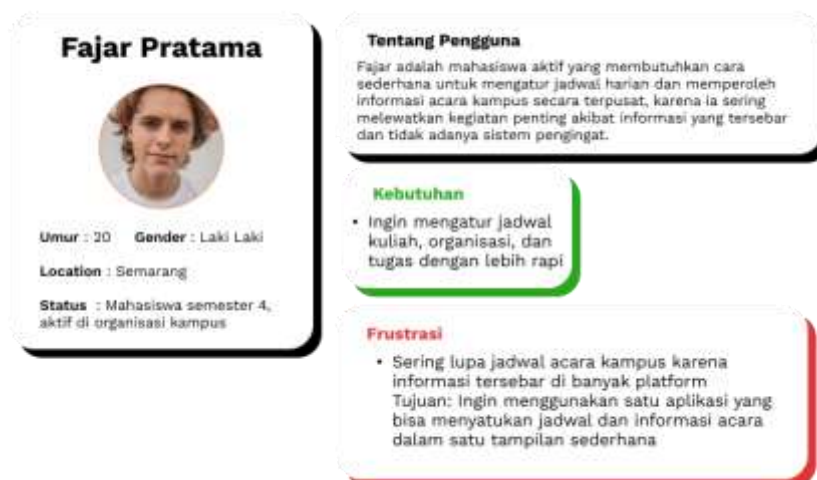 Fajar Pratama
Umur : 20 Gender : Laki Laki
Location : Semarang
Status : Mahasiswa semester 4,
aktif di organisasi kampus
Tentang Pengguna
Fajar adalah mahasiswa aktif yang membutuhkan cara
sederhana untuk mengatur jadwal harian dan memperoleh
informasi acara kampus secara terpusat, karena ia sering
melewatkan kegiatan penting akibat informasi yang tersebar
dan tidak adanya sistem pengingat.
Kebutuhan
• Ingin mengatur jadwal
kuliah, organisasi, dan
tugas dengan lebih rapi
Frustrasi
• Sering lupa jadwal acara kampus karena
informasi tersebar di banyak platform
Tujuan: Ingin menggunakan satu aplikasi yang
bisa menyatukan jadwal dan informasi acara
dalam satu tampilan sederhana